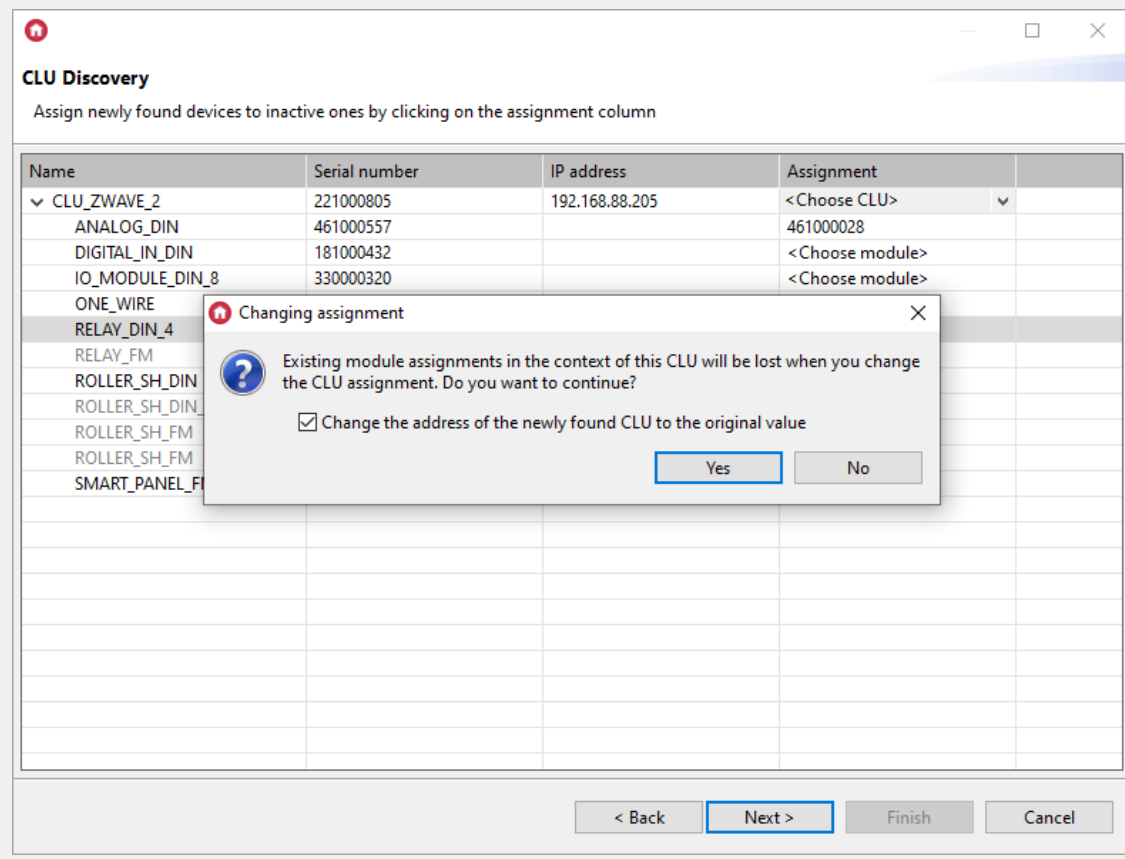 CLU Discovery
Assign newly found devices to inactive ones by clicking on the assignment column
Name Serial number IP address Assignment
CLU_ZWAVE_2 221000805 192.168.88.205 <Choose CLU>
ANALOG_DIN 461000557 461000028
DIGITAL_IN_DIN 181000432 <Choose module>
IO_MODULE_DIN_8 330000320 <Choose module>
ONE_WIRE
RELAY_DIN_4
RELAY_FM
ROLLER_SH_DIN
ROLLER_SH_DIN_
ROLLER_SH_FM
ROLLER_SH_FM
SMART_PANEL_F
Changing assignment
Existing module assignments in the context of this CLU will be lost when you change
the CLU assignment. Do you want to continue?
Change the address of the newly found CLU to the original value
Yes No
< Back Next > Finish Cancel